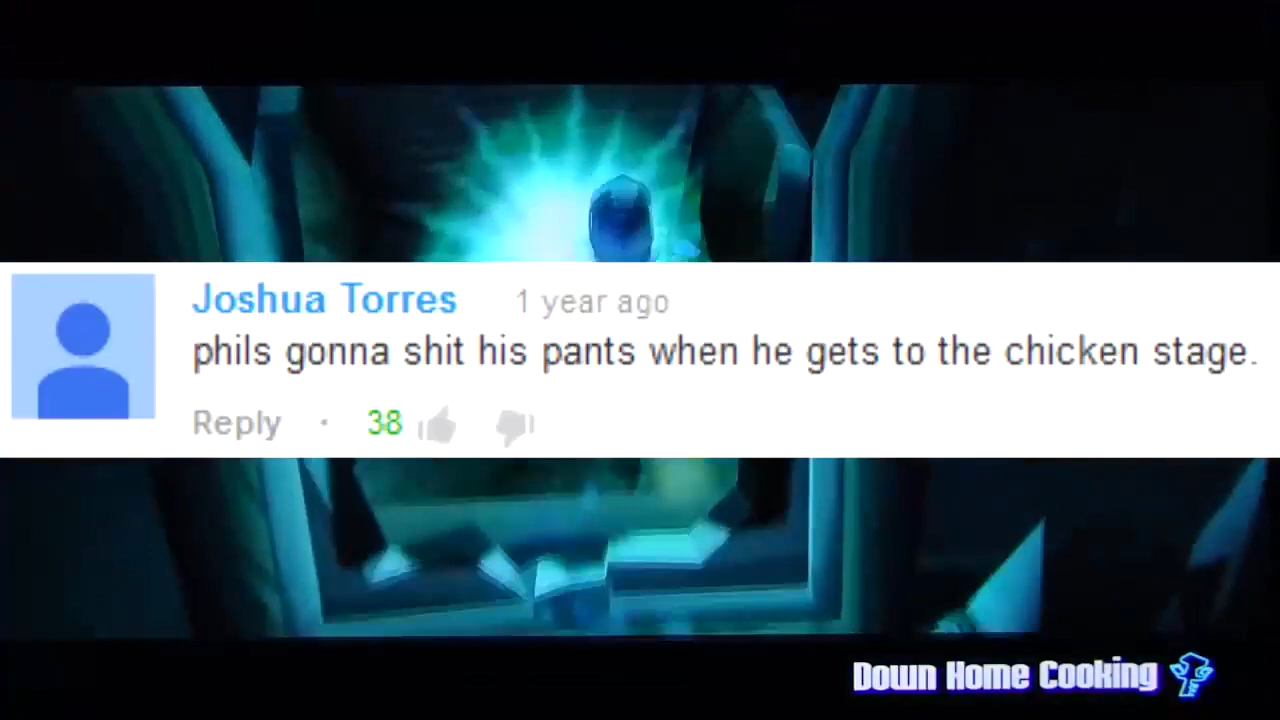 Joshua Torres 1 year ago
phils gonna shit his pants when he gets to the chicken stage.
Reply · 38
Down Home Cooking